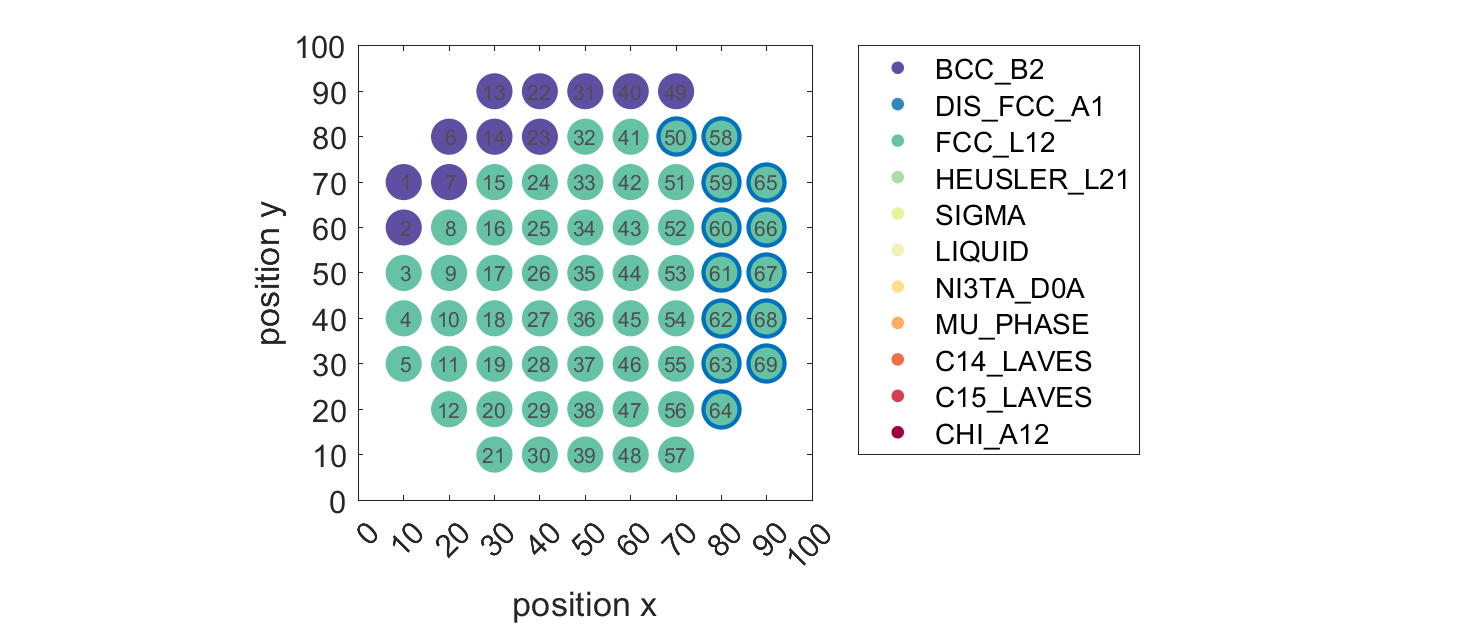 100
90
80
70
60
50
40
30
20
10
0
13 22 31 40 49
6 14 23 32 41 50 58
1 7 15 24 33 42 51 59 65
2 8 16 25 34 43 52 60 66
3 9 17 26 35 44 53 61 67
4 10 18 27 36 45 54 62 68
5 11 19 28 37 46 55 63 69
12 20 29 38 47 56 64
21 30 39 48 57
0 10 20 30 40 50 60 70 80 90 100
position x
position y
BCC_B2
DIS_FCC_A1
FCC_L12
HEUSLER_L21
SIGMA
LIQUID
NI3TA_D0A
MU_PHASE
C14_LAVES
C15_LAVES
CHI_A12